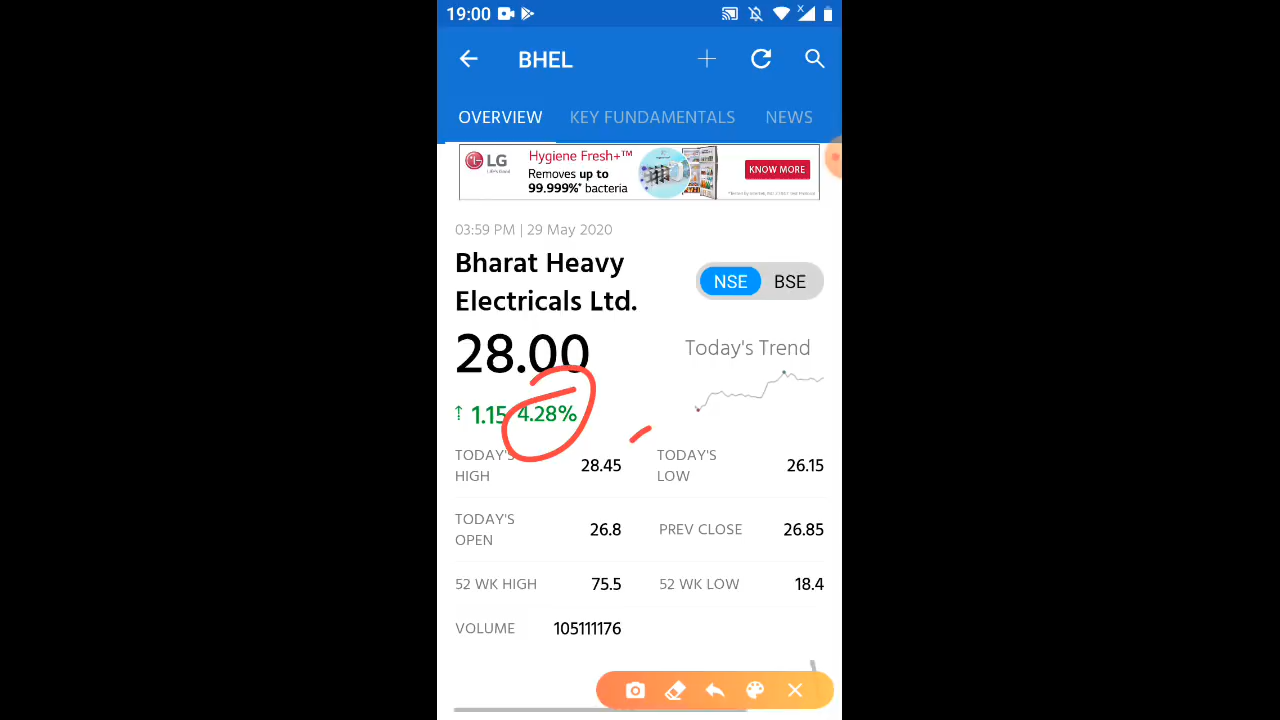 19:00
BHEL
OVERVIEW KEY FUNDAMENTALS NEWS
LG Hygiene Fresh+™
Life's Good
Removes up to
99.999%* bacteria
KNOW MORE
03:59 PM | 29 May 2020
Bharat Heavy
Electricals Ltd.
NSE BSE
28.00
Today's Trend
1.15 4.28%
TODAY'S HIGH 28.45 TODAY'S LOW 26.15
TODAY'S OPEN 26.8 PREV CLOSE 26.85
52 WK HIGH 75.5 52 WK LOW 18.4
VOLUME 105111176